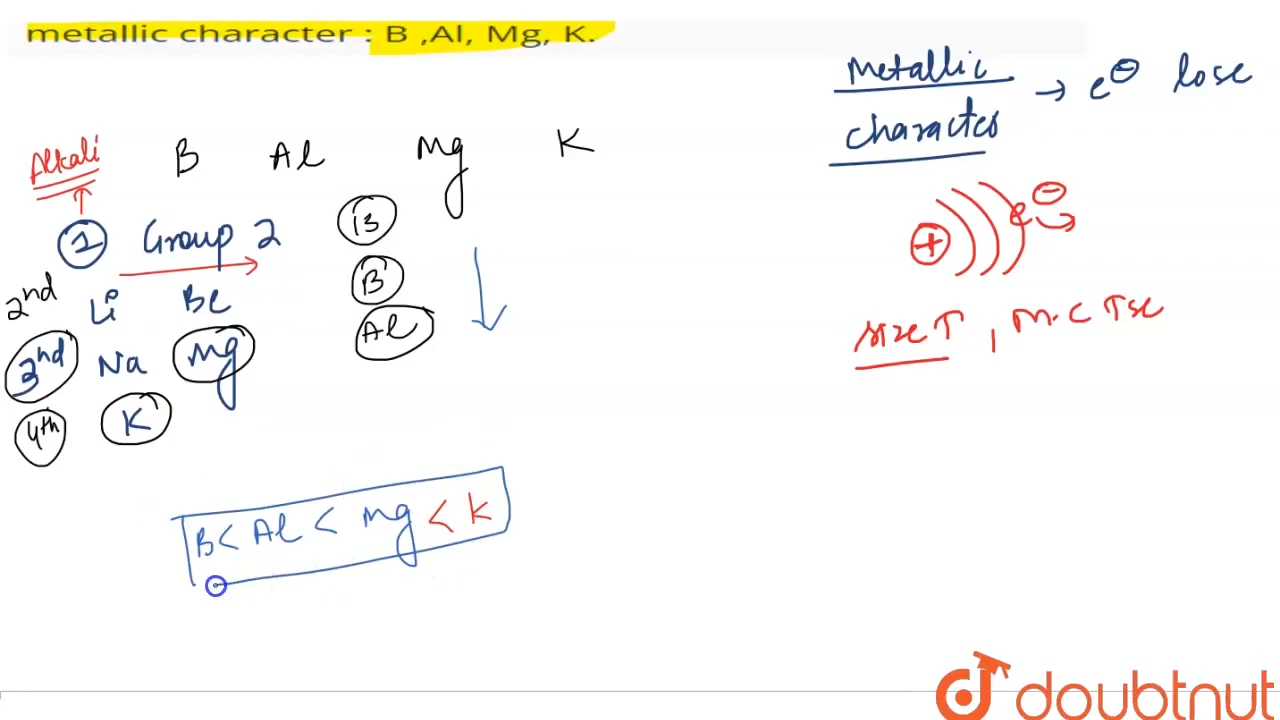 metallic character : B ,Al, Mg, K.
Metallic
character → e⊖ lose
Alkali B Al Mg K
1 Group 2
2nd Li Be
3nd Na Mg
4th K
13
B
Al
+ e ⊖
size ↑, M.C ↑se
B < Al < Mg < K
doubtnut